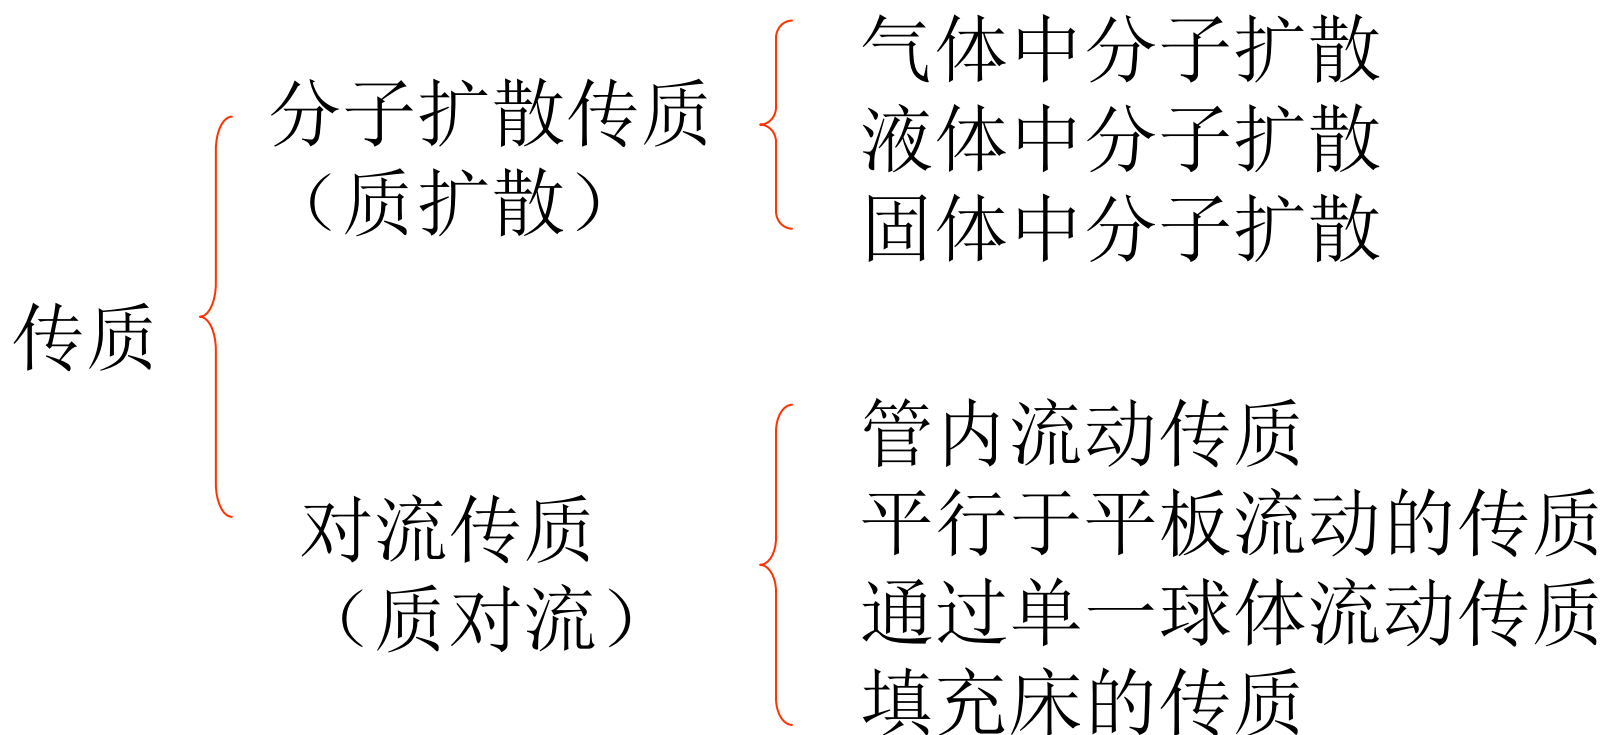 传质
分子扩散传质
（质扩散）
气体中分子扩散
液体中分子扩散
固体中分子扩散
对流传质
（质对流）
管内流动传质
平行于平板流动的传质
通过单一球体流动传质
填充床的传质